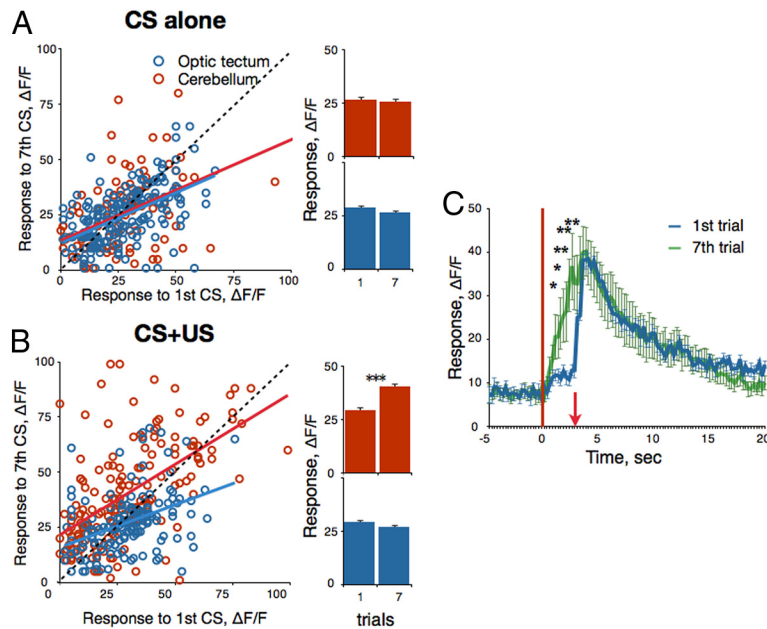 A
CS alone
Optic tectum
Cerebellum
Response to 7th CS, ΔF/F
100
75
50
25
0
0
25
50
75
100
Response to 1st CS, ΔF/F
Response, ΔF/F
50
25
0
25
0
1
7
B
CS+US
Response to 7th CS, ΔF/F
100
75
50
25
0
0
25
50
75
100
Response to 1st CS, ΔF/F
Response, ΔF/F
50
25
0
25
0
***
1
7
trials
C
Response, ΔF/F
50
40
30
20
10
0
**
**
**
*
*
1st trial
7th trial
-5
0
5
10
15
20
Time, sec